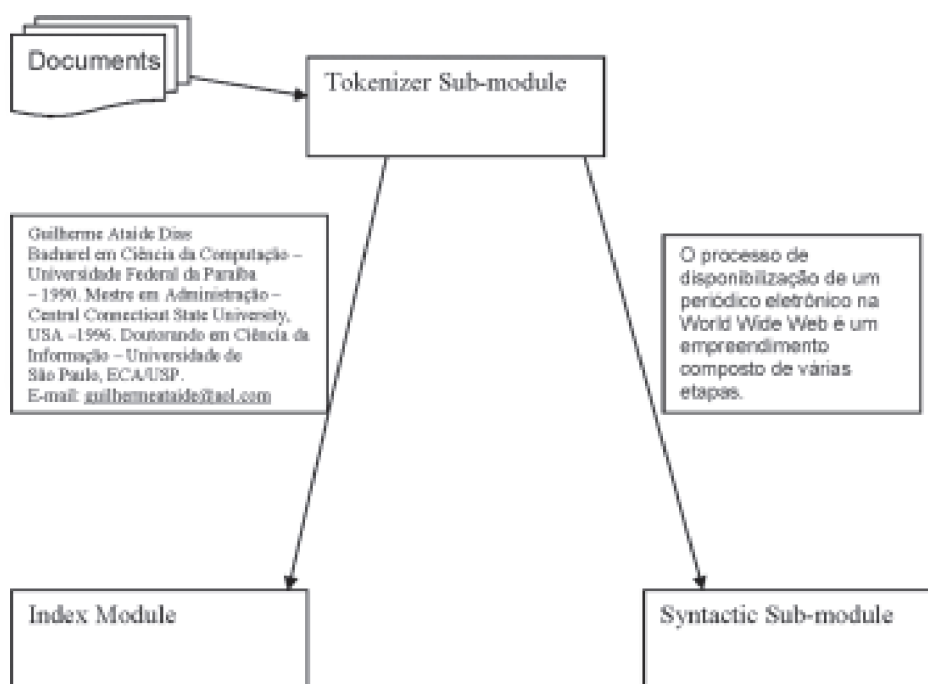 Documents
Tokenizer Sub-module
Guilherme Ataide Dias
Bacharel em Ciência da Computação –
Universidade Federal da Paraíba
– 1990. Mestre em Administração –
Central Connecticut State University,
USA –1996. Doutorando em Ciência da
Informação – Universidade de
São Paulo, ECA/USP.
E-mail: guilhermeataide@aol.com
O processo de
disponibilização de um
periódico eletrônico na
World Wide Web é um
empreendimento
composto de várias
etapas.
Index Module
Syntactic Sub-module